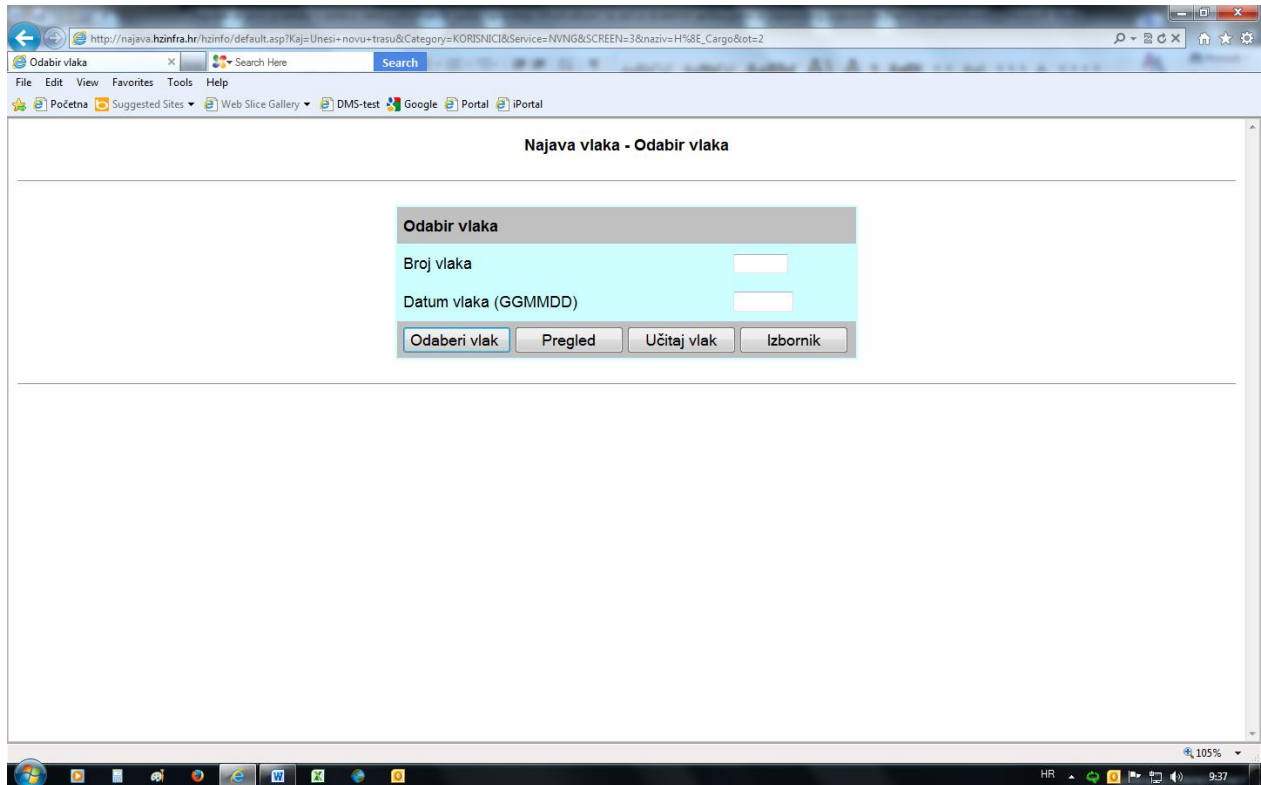 http://najava.hzinfra.hr/hzinfo/default.asp?Kaj=Unesi+novu+trasu&Category=KORISNICI&Service=NVNG&SCREEN=3&naziv=H%8E_Cargo&ot=2
Odabir vlaka
Search Here
Search
File Edit View Favorites Tools Help
Početna Suggested Sites Web Slice Gallery DMS-test Google Portal iPortal
Najava vlaka - Odabir vlaka
Odabir vlaka
Broj vlaka
Datum vlaka (GGMMDD)
Odaberi vlak Pregled Učitaj vlak Izbornik
105%
HR 9:37